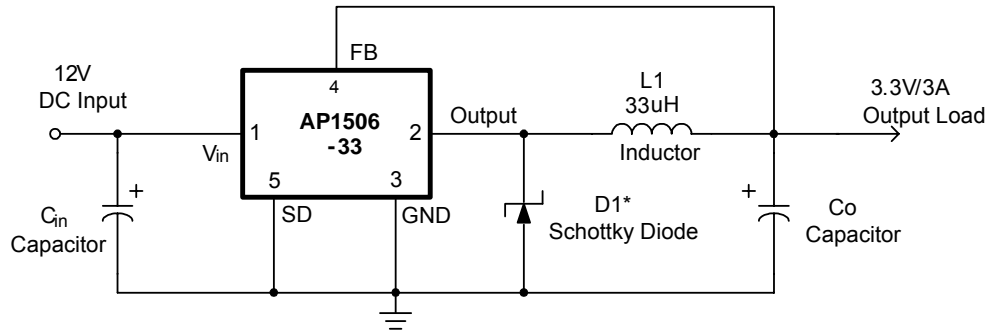 FB
12V
DC Input
4
L1
33uH
3.3V/3A
Output Load
AP1506
-33
1
2
Output
Vin
Inductor
5
3
SD
GND
+
Cin
Capacitor
D1*
Schottky Diode
+
Co
Capacitor